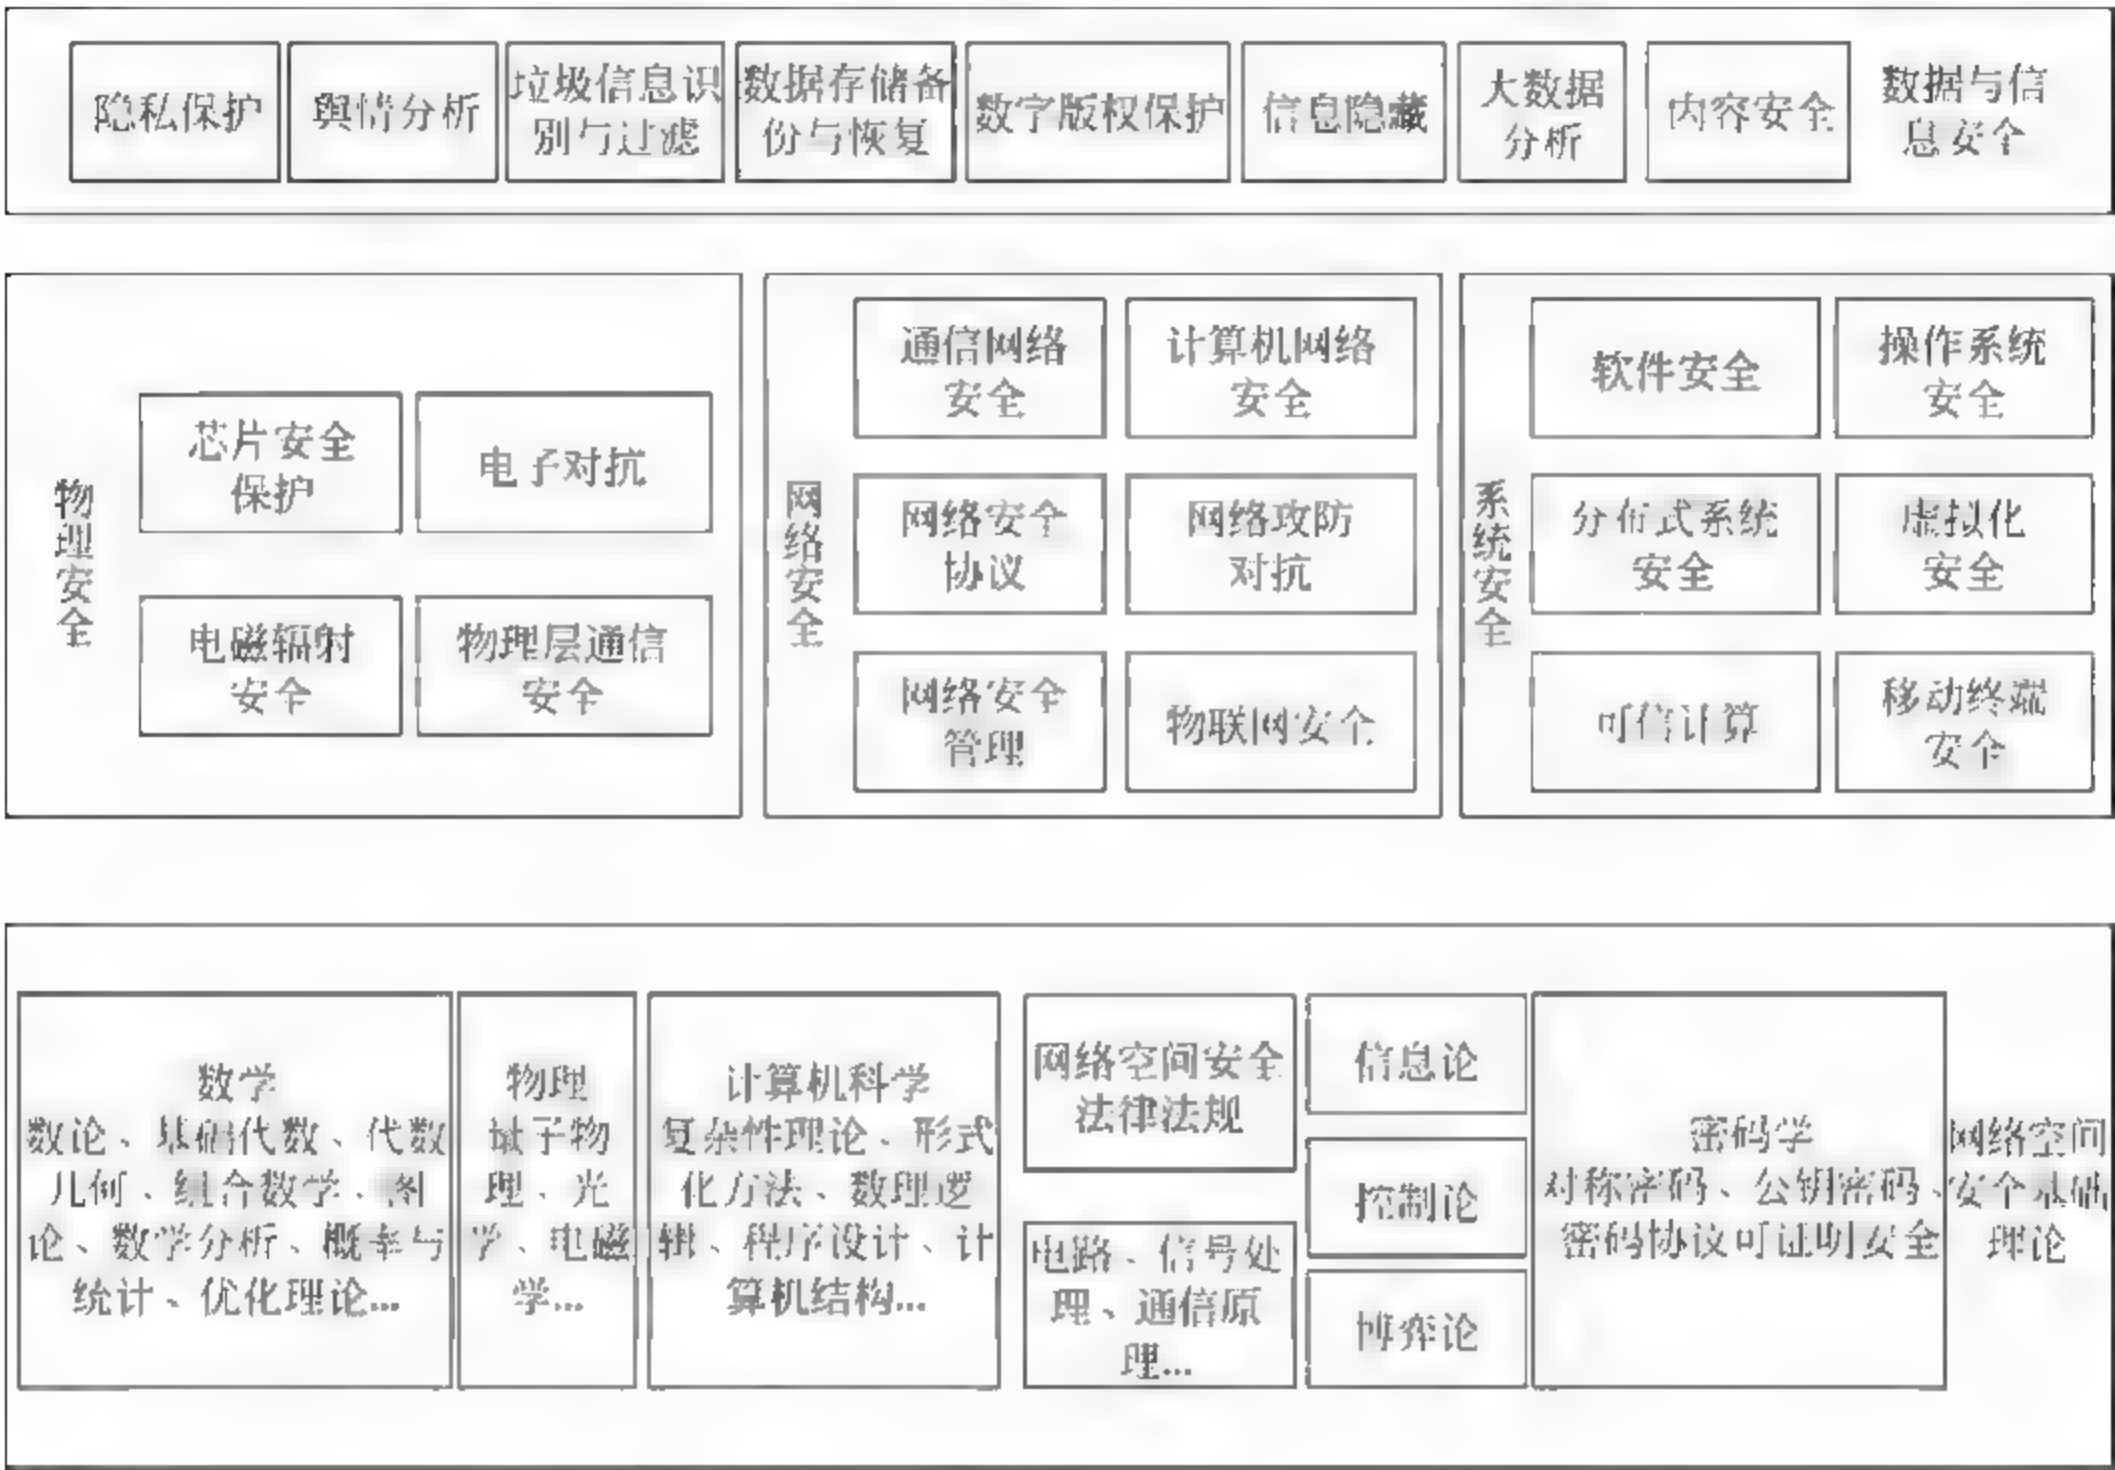 隐私保护
舆情分析
垃圾信息识
别与过滤
数据存储备
份与恢复
数字版权保护
信息隐藏
大数据
分析
内容安全
数据与信
息安全
物理安全
芯片安全
保护
电子对抗
电磁辐射
安全
物理层通信
安全
网络安全
通信网络
安全
计算机网络
安全
网络安全
协议
网络攻防
对抗
网络安全
管理
物联网安全
系统安全
软件安全
操作系统
安全
分布式系统
安全
虚拟化
安全
可信计算
移动终端
安全
数学
数论、基础代数、代数
几何、组合数学、图
论、数学分析、概率与
统计、优化理论...
物理
量子物
理、光
学、电磁
学...
计算机科学
复杂性理论、形式
化方法、数理逻
辑、程序设计、计
算机结构...
网络空间安全
法律法规
电路、信号处
理、通信原
理...
信息论
控制论
博弈论
密码学
对称密码、公钥密码、
密码协议可证明安全
网络空间
安全基础
理论